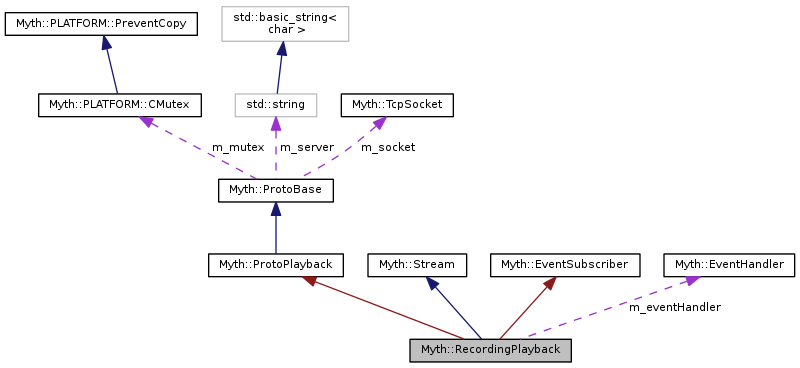 Myth::PLATFORM::PreventCopy
std::basic_string<
char >
Myth::PLATFORM::CMutex
std::string
Myth::TcpSocket
m_mutex
m_server
m_socket
Myth::ProtoBase
Myth::ProtoPlayback
Myth::Stream
Myth::EventSubscriber
Myth::EventHandler
m_eventHandler
Myth::RecordingPlayback